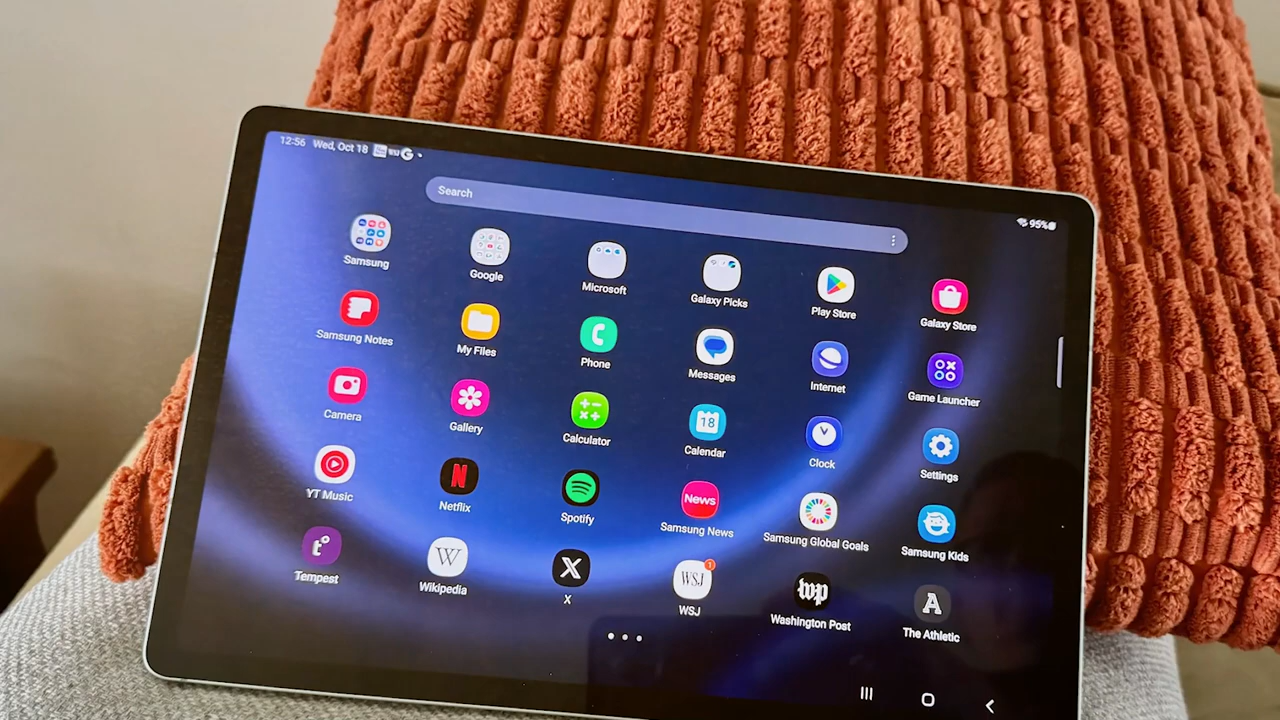 12:56 Wed, Oct 18
95%
Search
Samsung
Google
Microsoft
Galaxy Picks
Play Store
Galaxy Store
Samsung Notes
My Files
Phone
Messages
Internet
Game Launcher
Camera
Gallery
Calculator
18
Calendar
Clock
Settings
YT Music
N
Netflix
Spotify
News
Samsung News
Samsung Global Goals
Samsung Kids
t
Tempest
W
Wikipedia
X
X
WSJ
1
WSJ
wp
Washington Post
A
The Athletic